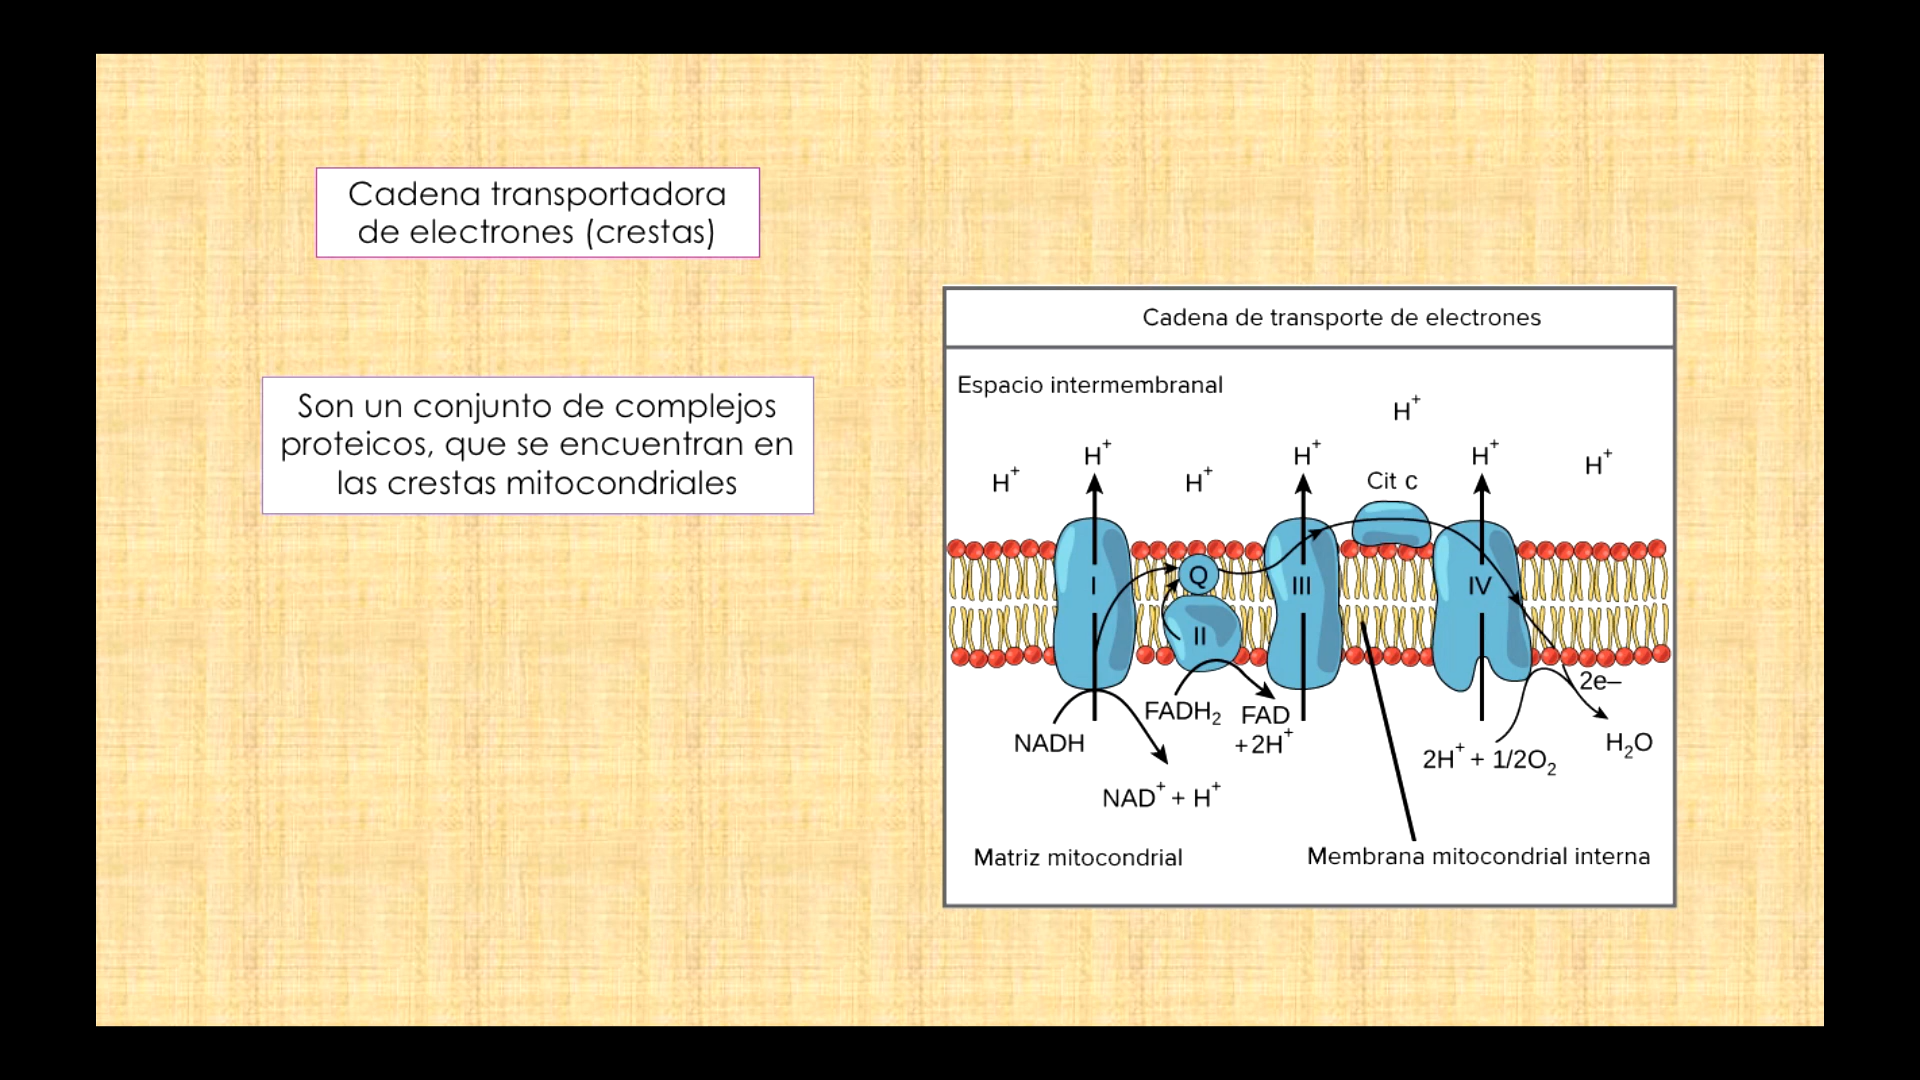 Cadena transportadora
de electrones (crestas)
Son un conjunto de complejos
proteicos, que se encuentran en
las crestas mitocondriales
Cadena de transporte de electrones
Espacio intermembranal
H⁺
H⁺ H⁺ H⁺
H⁺ H⁺ H⁺
Cit c
Q
I III IV
II
2e–
FADH₂ FAD
+2H⁺
NADH
2H⁺ + 1/2O₂ H₂O
NAD⁺ + H⁺
Matriz mitocondrial Membrana mitocondrial interna